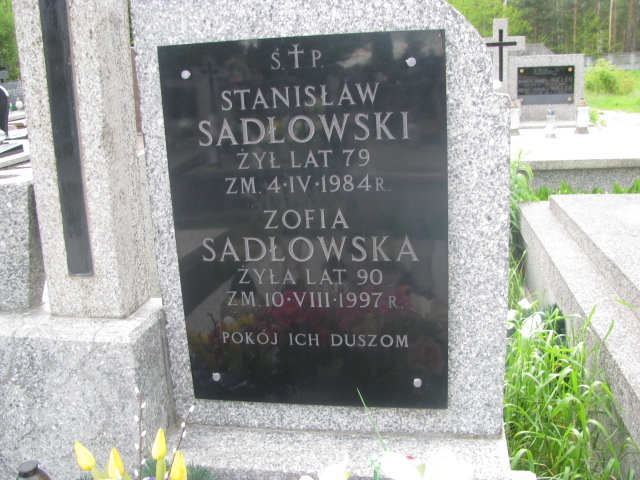 Ś † P.
STANISŁAW
SADŁOWSKI
ŻYŁ LAT 79
ZM. 4·IV·1984 R.
ZOFIA
SADŁOWSKA
ŻYŁA LAT 90
ZM. 10·VIII·1997 R.
POKÓJ ICH DUSZOM